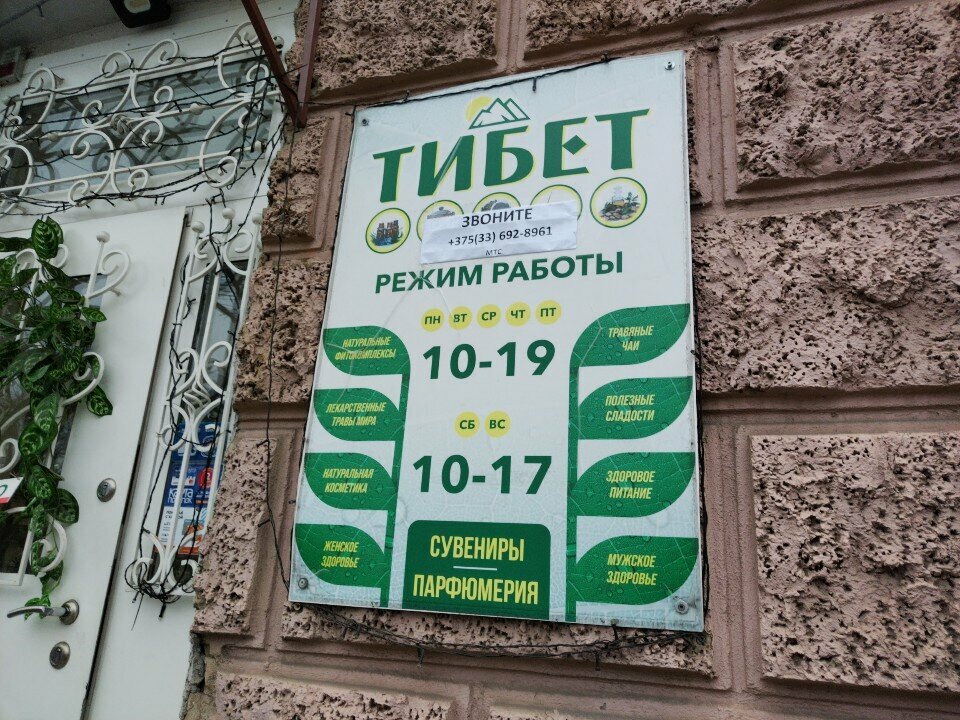 ТИБЕТ
ЗВОНИТЕ
+375(33) 692-8961
МТС
РЕЖИМ РАБОТЫ
ПН ВТ СР ЧТ ПТ
10-19
СБ ВС
10-17
НАТУРАЛЬНЫЕ
ФИТОКОМПЛЕКСЫ
ЛЕКАРСТВЕННЫЕ
ТРАВЫ МИРА
НАТУРАЛЬНАЯ
КОСМЕТИКА
ЖЕНСКОЕ
ЗДОРОВЬЕ
ТРАВЯНЫЕ
ЧАИ
ПОЛЕЗНЫЕ
СЛАДОСТИ
ЗДОРОВОЕ
ПИТАНИЕ
МУЖСКОЕ
ЗДОРОВЬЕ
СУВЕНИРЫ
ПАРФЮМЕРИЯ